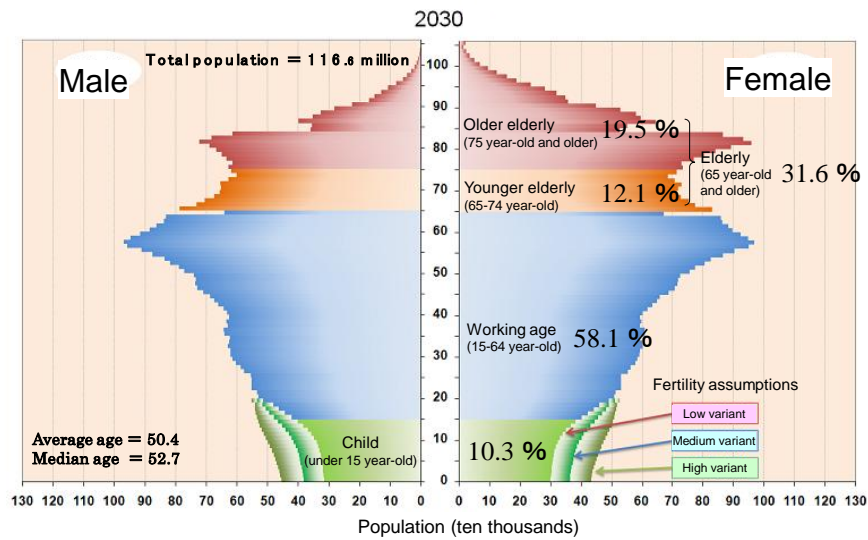 2030
Male
Total population = 116.6 million
Female
100
90
80
70
60
50
40
30
20
10
0
Older elderly
(75 year-old and older)
19.5 %
Elderly
(65 year-old
and older)
31.6 %
Younger elderly
(65-74 year-old)
12.1 %
Working age
(15-64 year-old)
58.1 %
Fertility assumptions
Low variant
Medium variant
High variant
Average age = 50.4
Median age = 52.7
Child
(under 15 year-old)
10.3 %
130 120 110 100 90 80 70 60 50 40 30 20 10 0
0 10 20 30 40 50 60 70 80 90 100 110 120 130
Population (ten thousands)